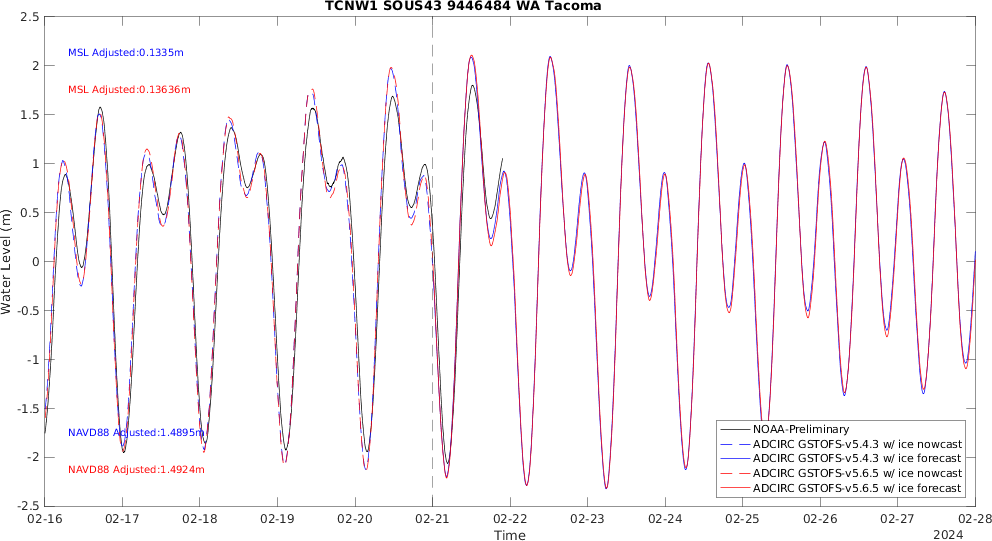 TCNW1 SOUS43 9446484 WA Tacoma
2.5
2
1.5
1
0.5
0
-0.5
-1
-1.5
-2
-2.5
Water Level (m)
MSL Adjusted:0.1335m
MSL Adjusted:0.13636m
NAVD88 Adjusted:1.4895m
NAVD88 Adjusted:1.4924m
NOAA-Preliminary
ADCIRC GSTOFS-v5.4.3 w/ ice nowcast
ADCIRC GSTOFS-v5.4.3 w/ ice forecast
ADCIRC GSTOFS-v5.6.5 w/ ice nowcast
ADCIRC GSTOFS-v5.6.5 w/ ice forecast
02-16 02-17 02-18 02-19 02-20 02-21 02-22 02-23 02-24 02-25 02-26 02-27 02-28
Time
2024